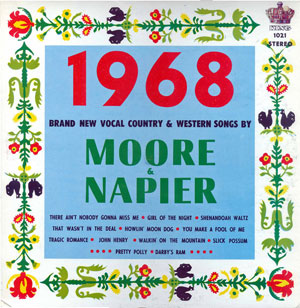 KING
1021
STEREO
1968
BRAND NEW VOCAL COUNTRY & WESTERN SONGS BY
MOORE
&
NAPIER
THERE AIN'T NOBODY GONNA MISS ME • GIRL OF THE NIGHT • SHENANDOAH WALTZ
THAT WASN'T IN THE DEAL • HOWLIN' MOON DOG • YOU MAKE A FOOL OF ME
TRAGIC ROMANCE • JOHN HENRY • WALKIN ON THE MOUNTAIN • SLICK POSSUM
PRETTY POLLY • DARBY'S RAM